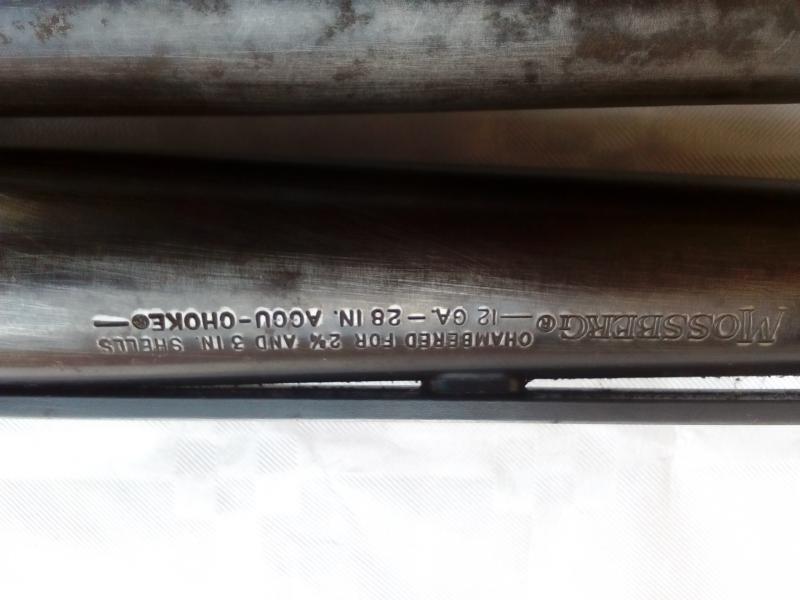 MOSSBERG® — 12 GA. – 28 IN. ACCU-CHOKE® —
CHAMBERED FOR 2¾ AND 3 IN. SHELLS